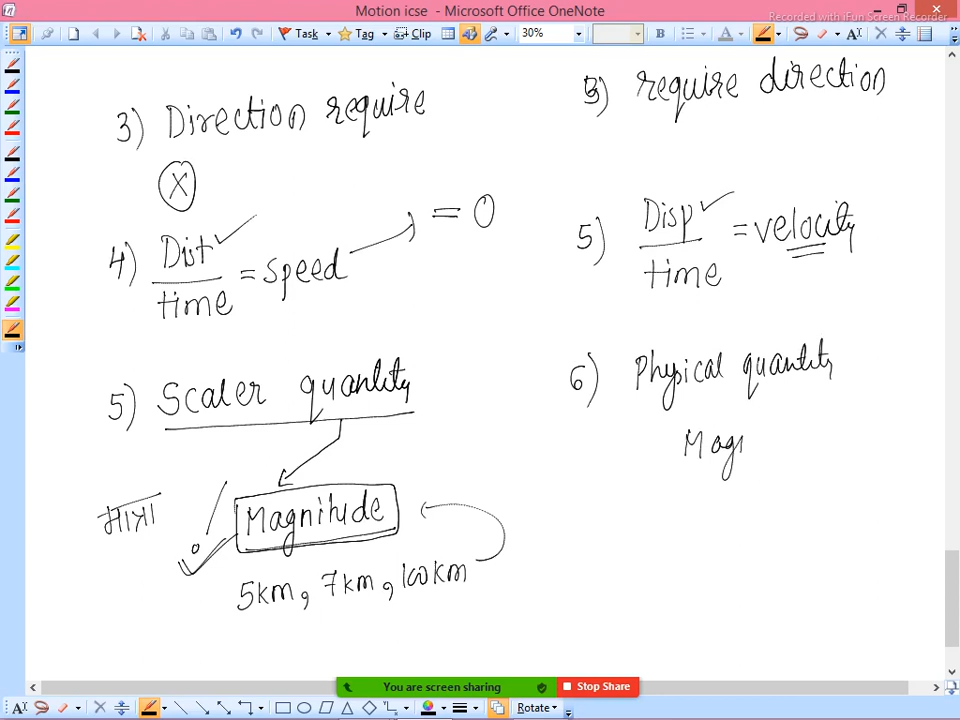 Motion icse - Microsoft Office OneNote
Recorded with iFun Screen Recorder
Task Tag Clip 30% B A
3) Direction require
X
4) Dist = speed = 0
time
5) Scaler quantity
मात्रा Magnitude
5km, 7km, 100km
3) require direction
5) Disp = velocity
time
6) Physical quantity
Magn
You are screen sharing Stop Share
Rotate